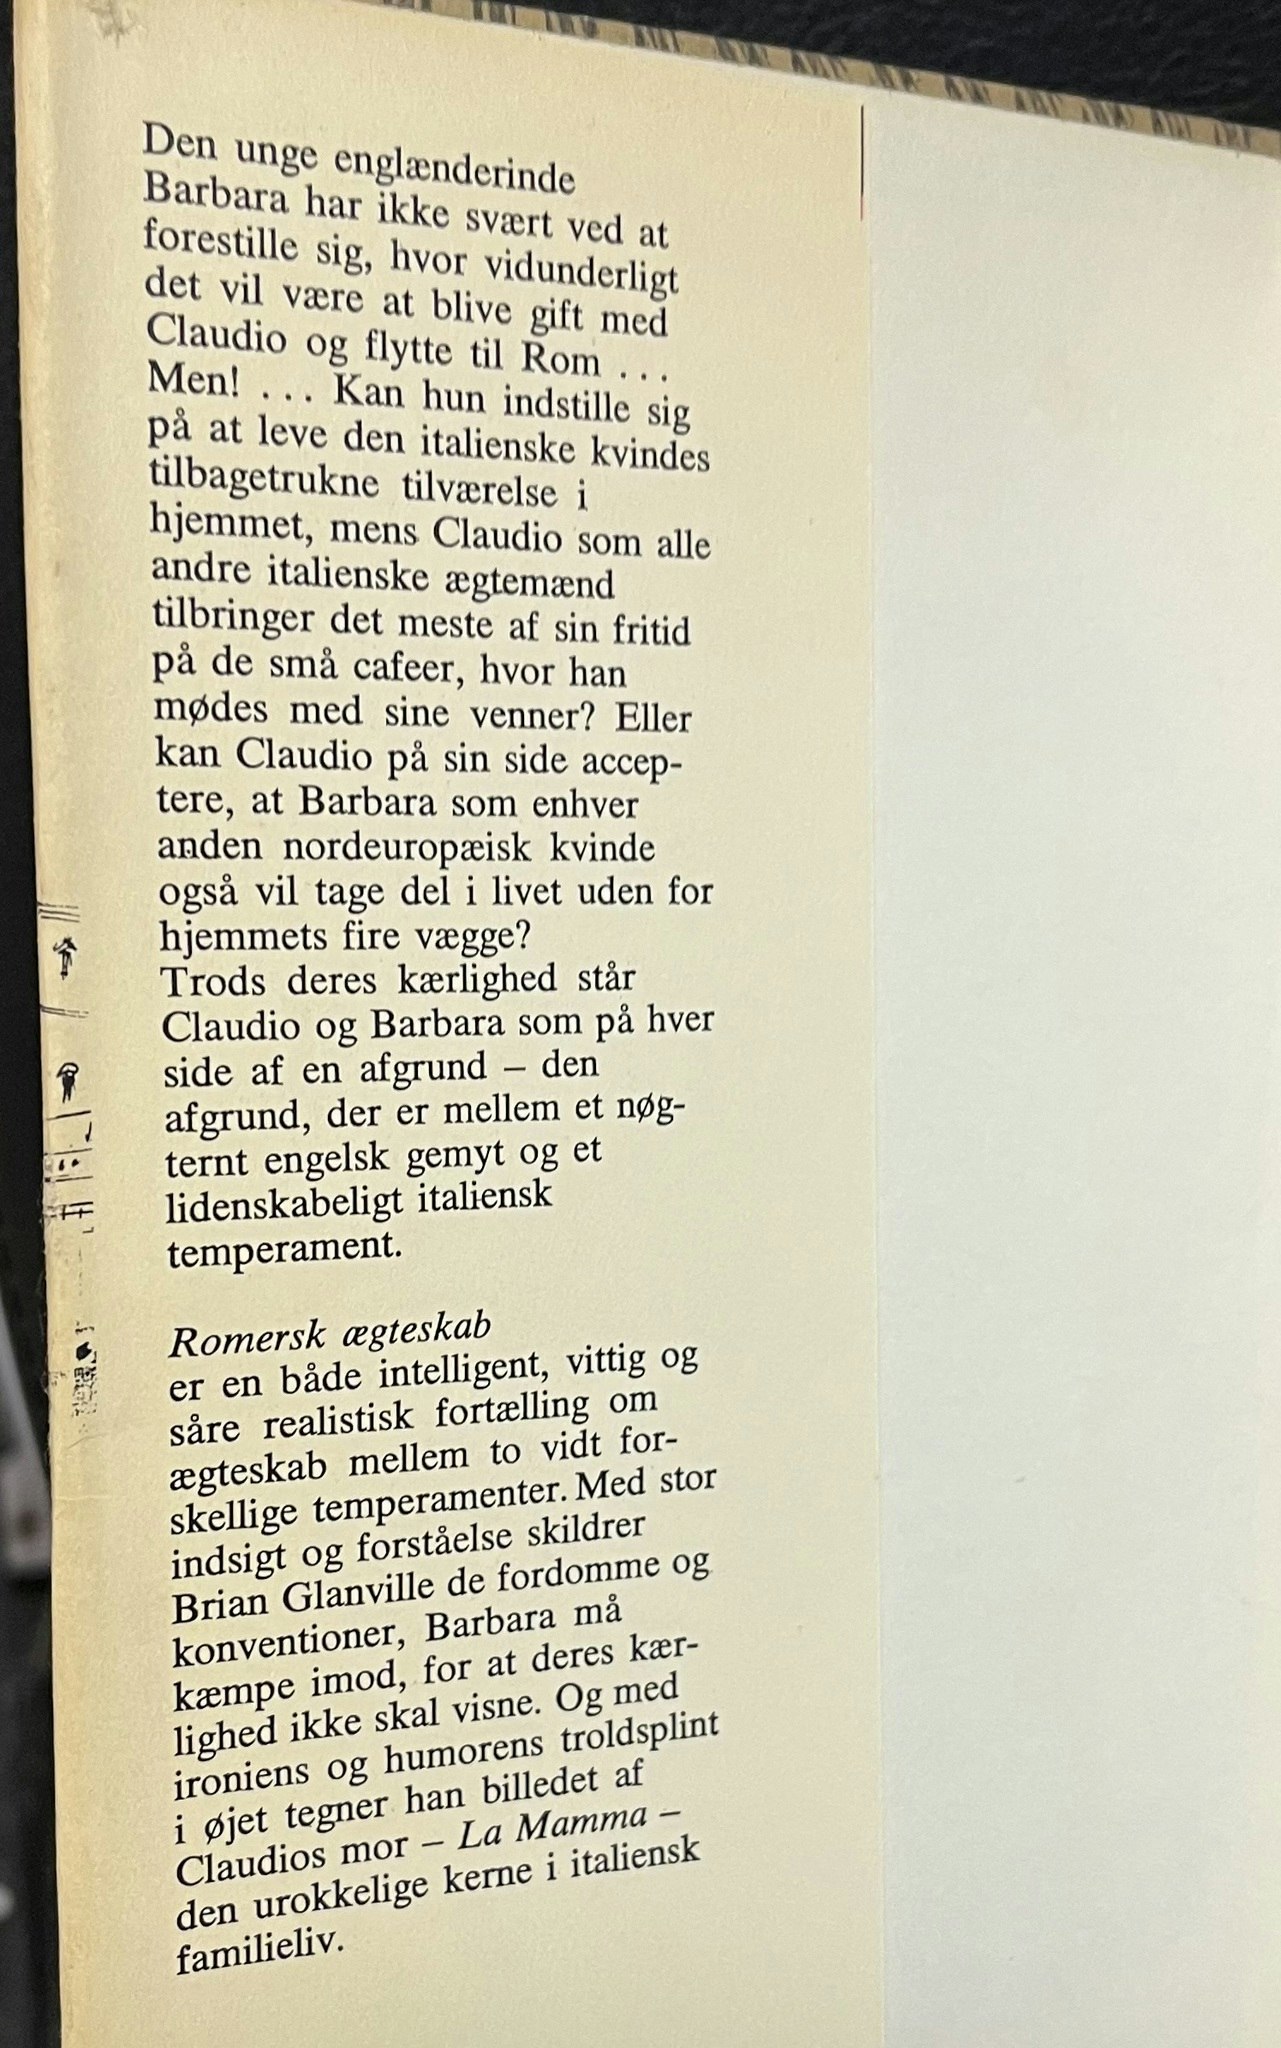 Den unge englænderinde
Barbara har ikke svært ved at
forestille sig, hvor vidunderligt
det vil være at blive gift med
Claudio og flytte til Rom . . .
Men! . . . Kan hun indstille sig
på at leve den italienske kvindes
tilbagetrukne tilværelse i
hjemmet, mens Claudio som alle
andre italienske ægtemænd
tilbringer det meste af sin fritid
på de små cafeer, hvor han
mødes med sine venner? Eller
kan Claudio på sin side accep-
tere, at Barbara som enhver
anden nordeuropæisk kvinde
også vil tage del i livet uden for
hjemmets fire vægge?
Trods deres kærlighed står
Claudio og Barbara som på hver
side af en afgrund – den
afgrund, der er mellem et nøg-
ternt engelsk gemyt og et
lidenskabeligt italiensk
temperament.
Romersk ægteskab
er en både intelligent, vittig og
såre realistisk fortælling om
ægteskab mellem to vidt for-
skellige temperamenter. Med stor
indsigt og forståelse skildrer
Brian Glanville de fordomme og
konventioner, Barbara må
kæmpe imod, for at deres kær-
lighed ikke skal visne. Og med
ironiens og humorens troldsplint
i øjet tegner han billedet af
Claudios mor – La Mamma –
den urokkelige kerne i italiensk
familieliv.